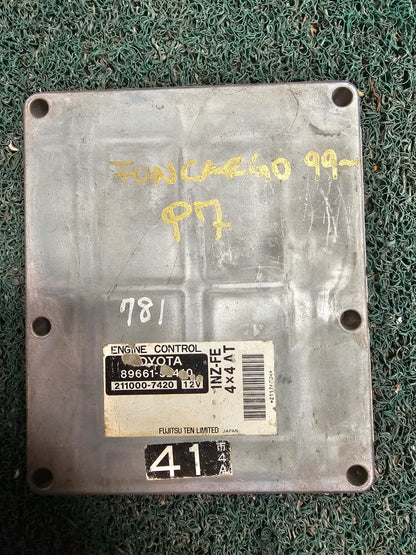 FUNCARGO 99-
781
ENGINE CONTROL
TOYOTA
211000-7420 12V
1NZ-FE
4×4 AT
FUJITSU TEN LIMITED JAPAN
41
4A